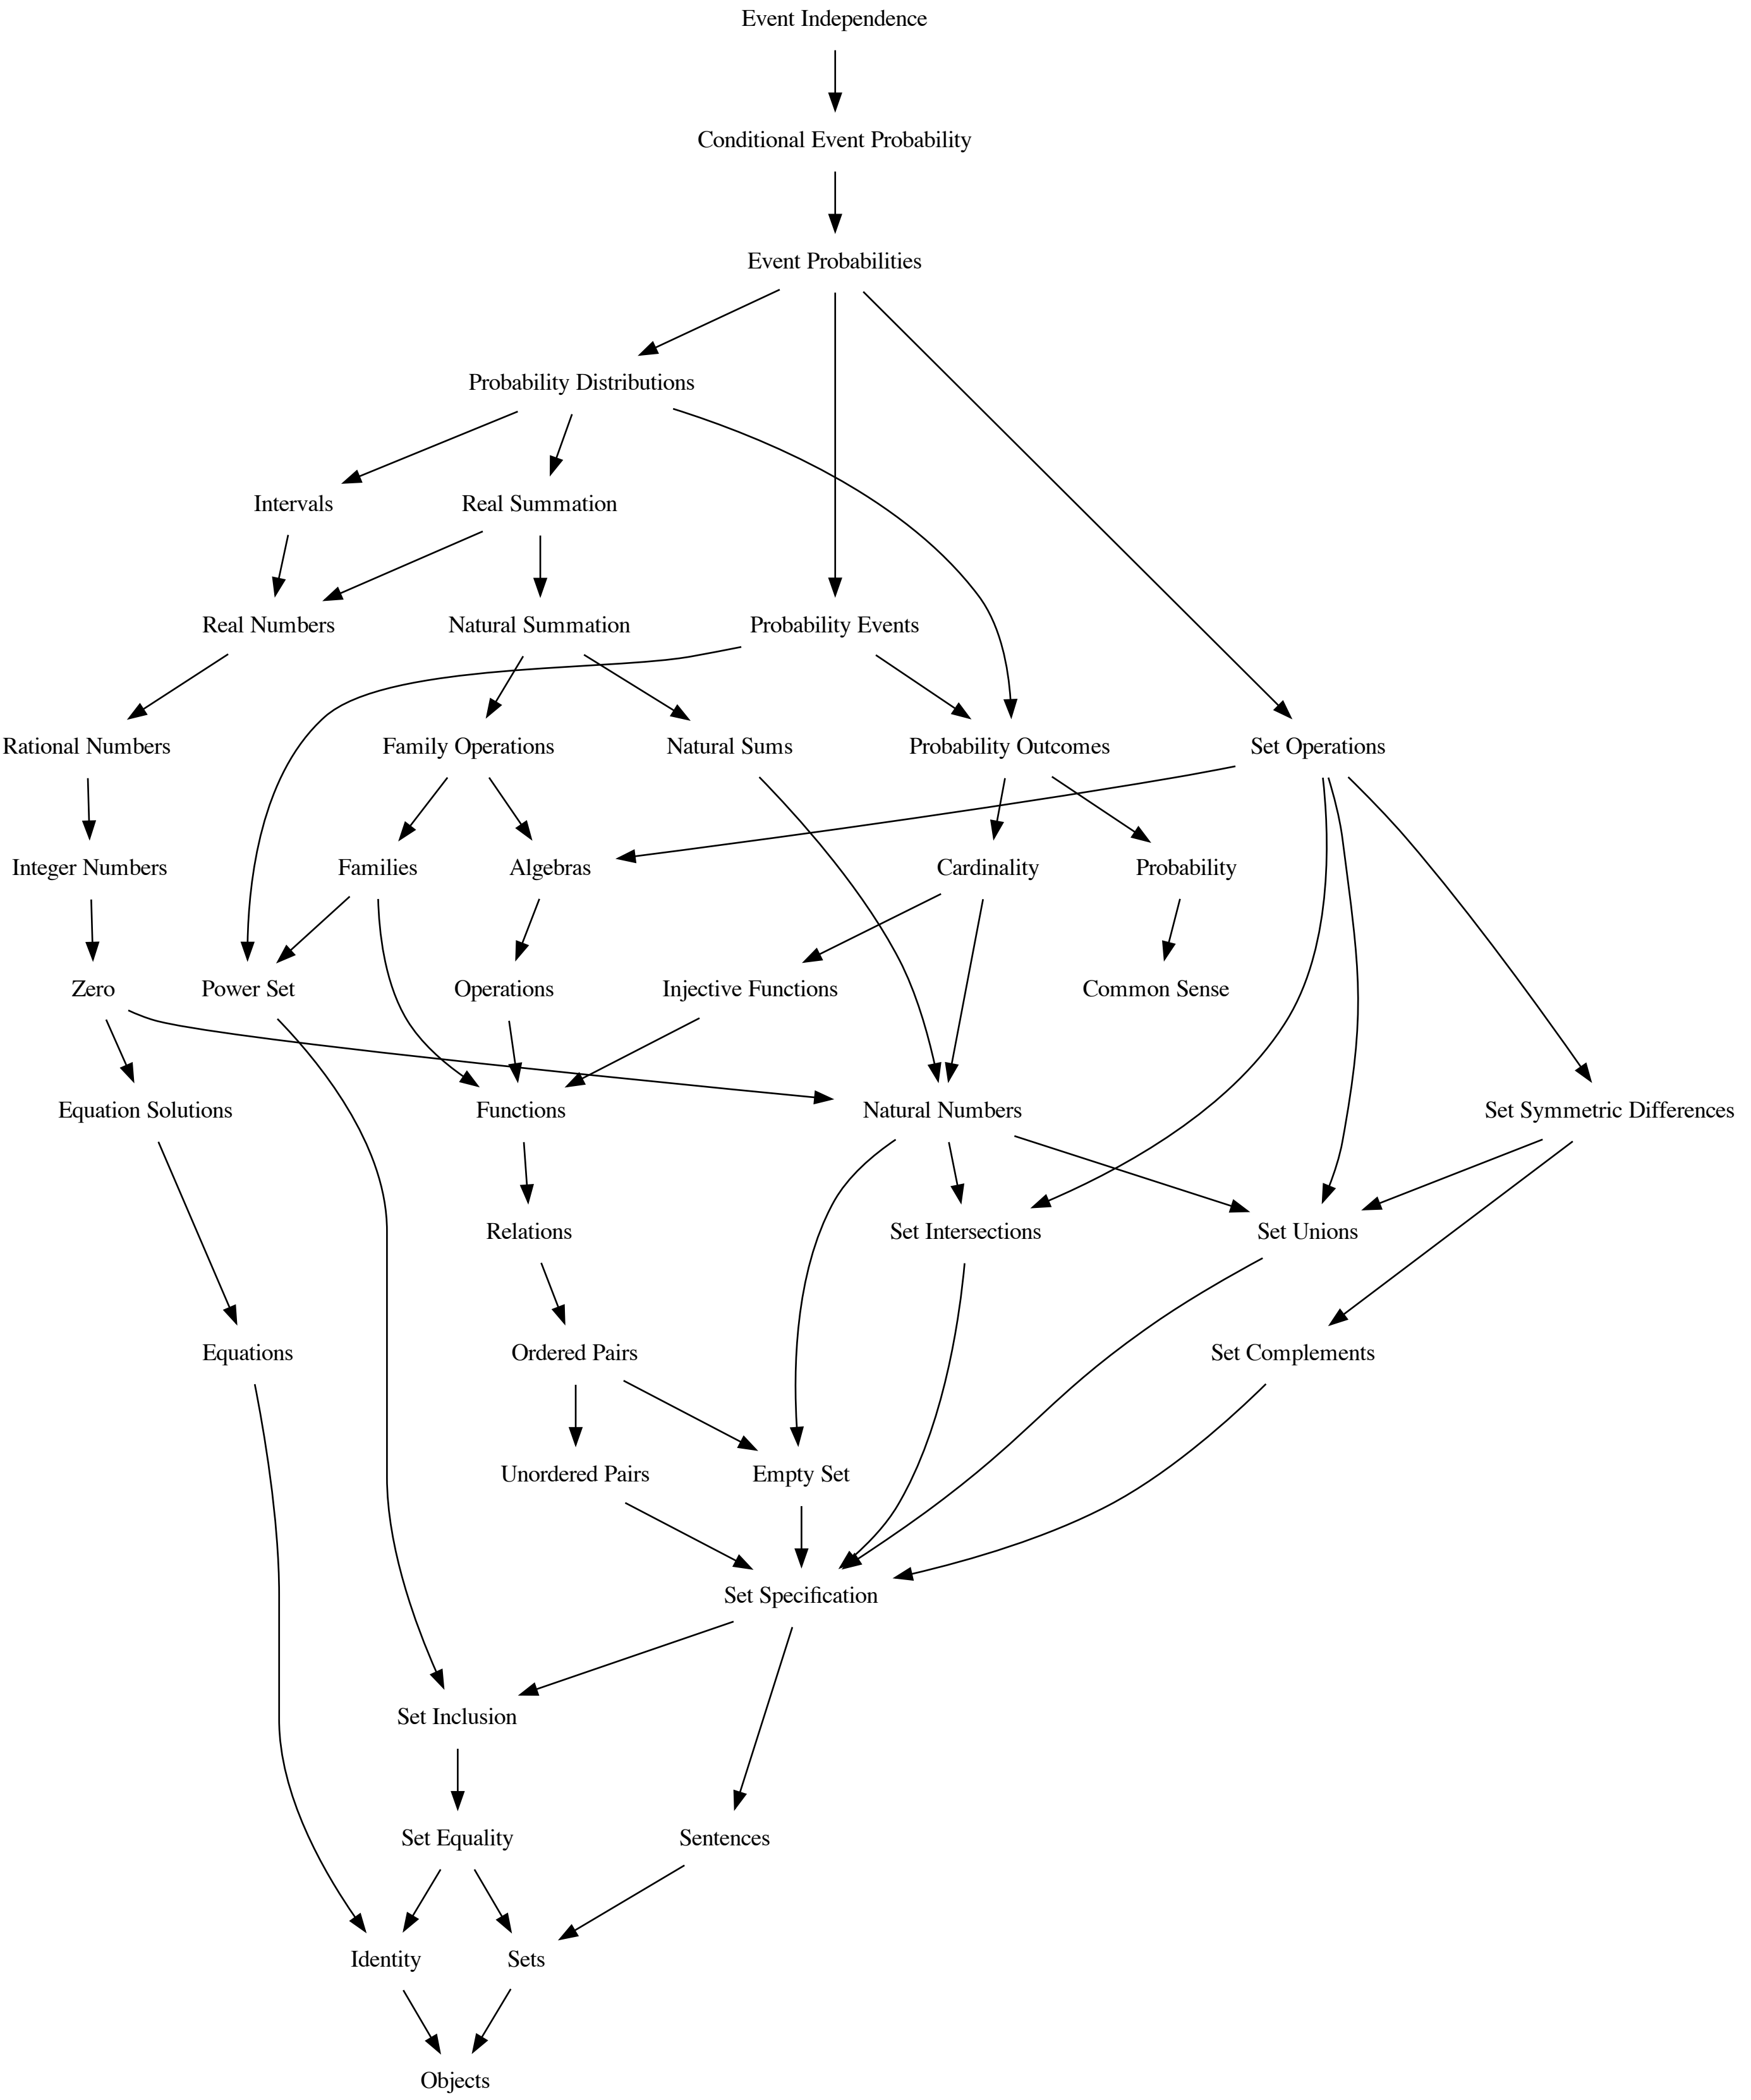 Event Independence
Conditional Event Probability
Event Probabilities
Probability Distributions
Intervals
Real Summation
Real Numbers
Natural Summation
Probability Events
Rational Numbers
Family Operations
Natural Sums
Probability Outcomes
Set Operations
Integer Numbers
Families
Algebras
Cardinality
Probability
Zero
Power Set
Operations
Injective Functions
Common Sense
Equation Solutions
Functions
Natural Numbers
Set Symmetric Differences
Relations
Set Intersections
Set Unions
Equations
Ordered Pairs
Set Complements
Unordered Pairs
Empty Set
Set Specification
Set Inclusion
Set Equality
Sentences
Identity
Sets
Objects